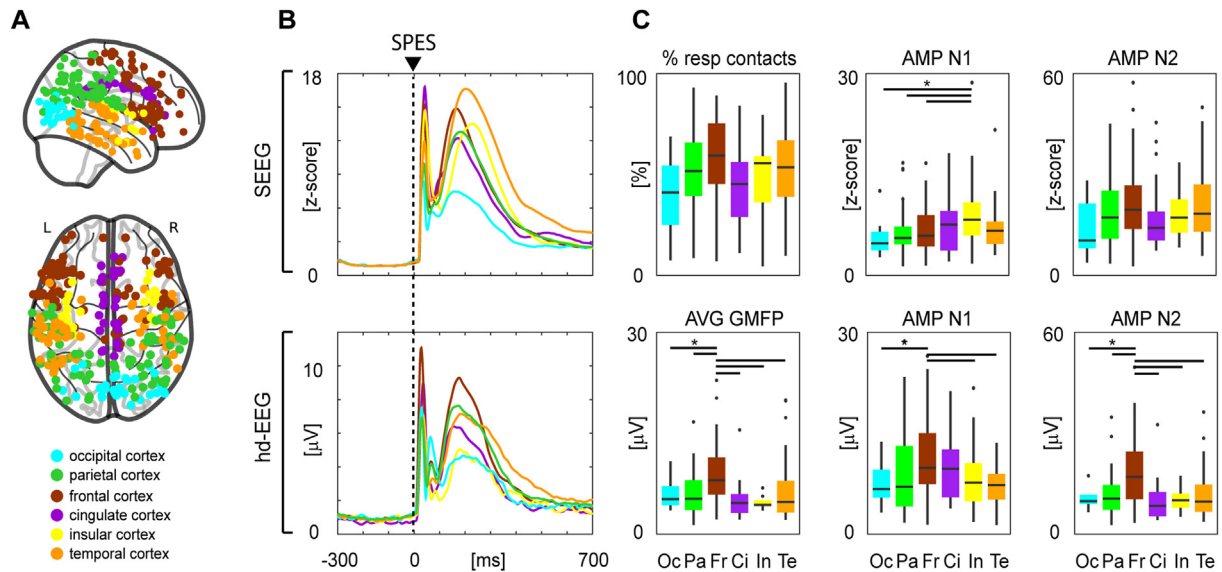 A
B
C
SPES
L
R
occipital cortex
parietal cortex
frontal cortex
cingulate cortex
insular cortex
temporal cortex
SEEG
[z-score]
18
0
hd-EEG
[µV]
10
0
-300
0
[ms]
700
% resp contacts
100
[%]
0
AMP N1
30
[z-score]
0
*
AMP N2
60
[z-score]
0
AVG GMFP
30
[µV]
0
*
Oc Pa Fr Ci In Te
AMP N1
30
[µV]
0
*
Oc Pa Fr Ci In Te
AMP N2
60
[µV]
0
*
Oc Pa Fr Ci In Te